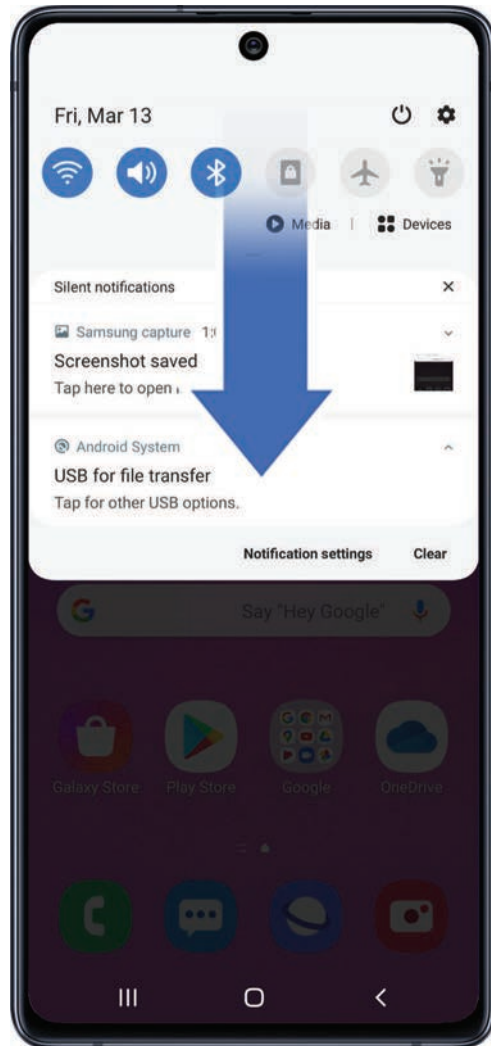 Fri, Mar 13
Media | Devices
Silent notifications
Samsung capture
Screenshot saved
Tap here to open
Android System
USB for file transfer
Tap for other USB options.
Notification settings Clear
Say "Hey Google"
Galaxy Store Play Store Google OneDrive